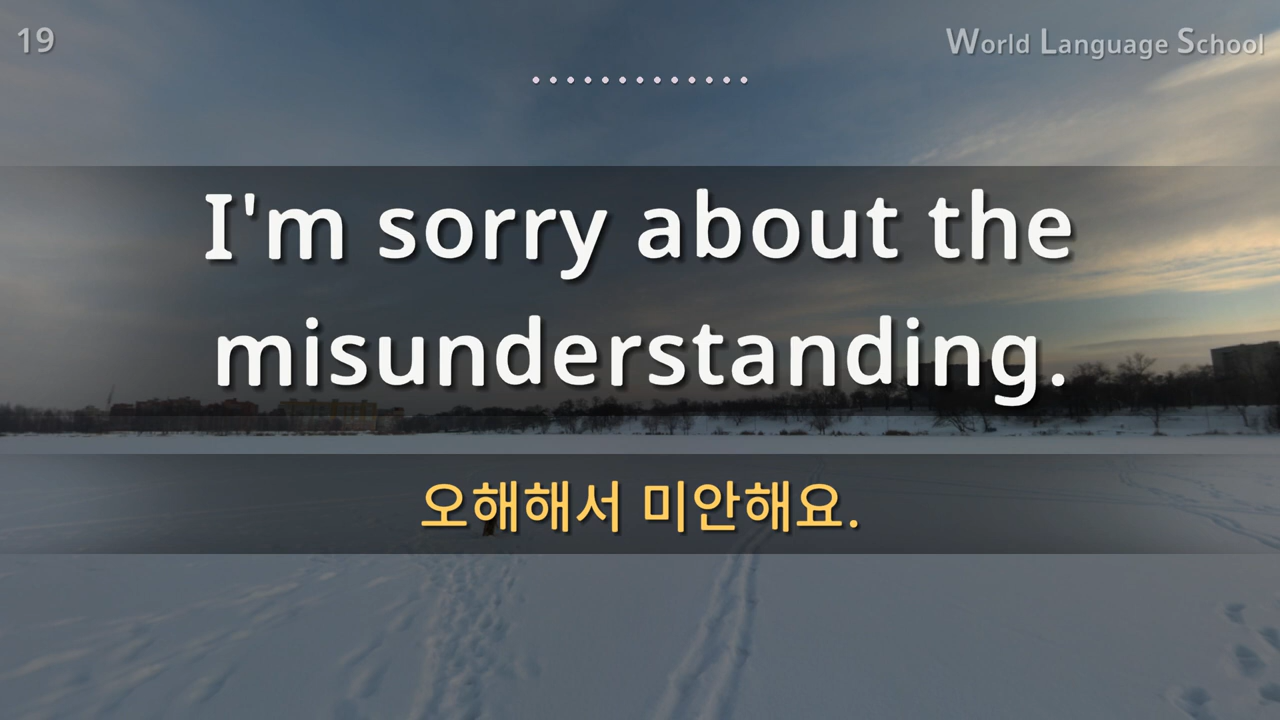 19
World Language School
I'm sorry about the
misunderstanding.
오해해서 미안해요.